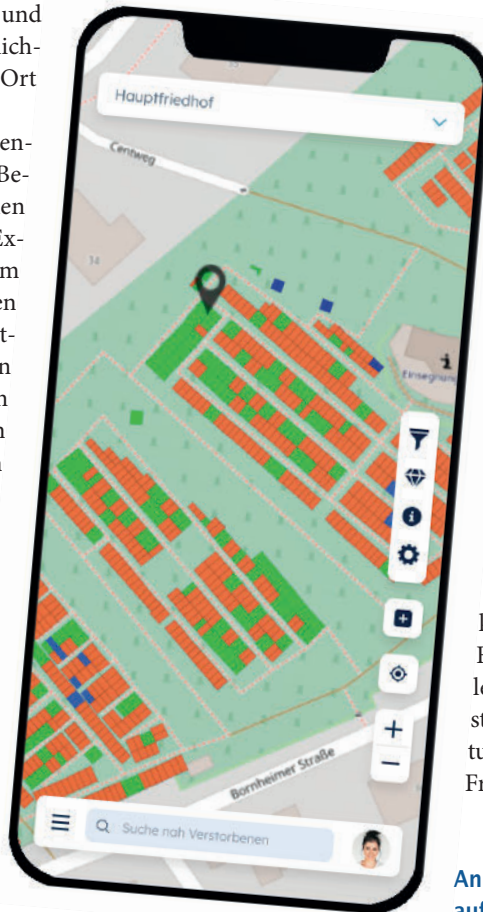 und
lich-
Ort
en-
Be-
en
Ex-
m
en
t-
n
n
n
n
Hauptfriedhof
Centweg
34
i
Einsegnung
i
Bornheimer Straße
Suche nah Verstorbenen
le
st
tu
Fr
An
auf